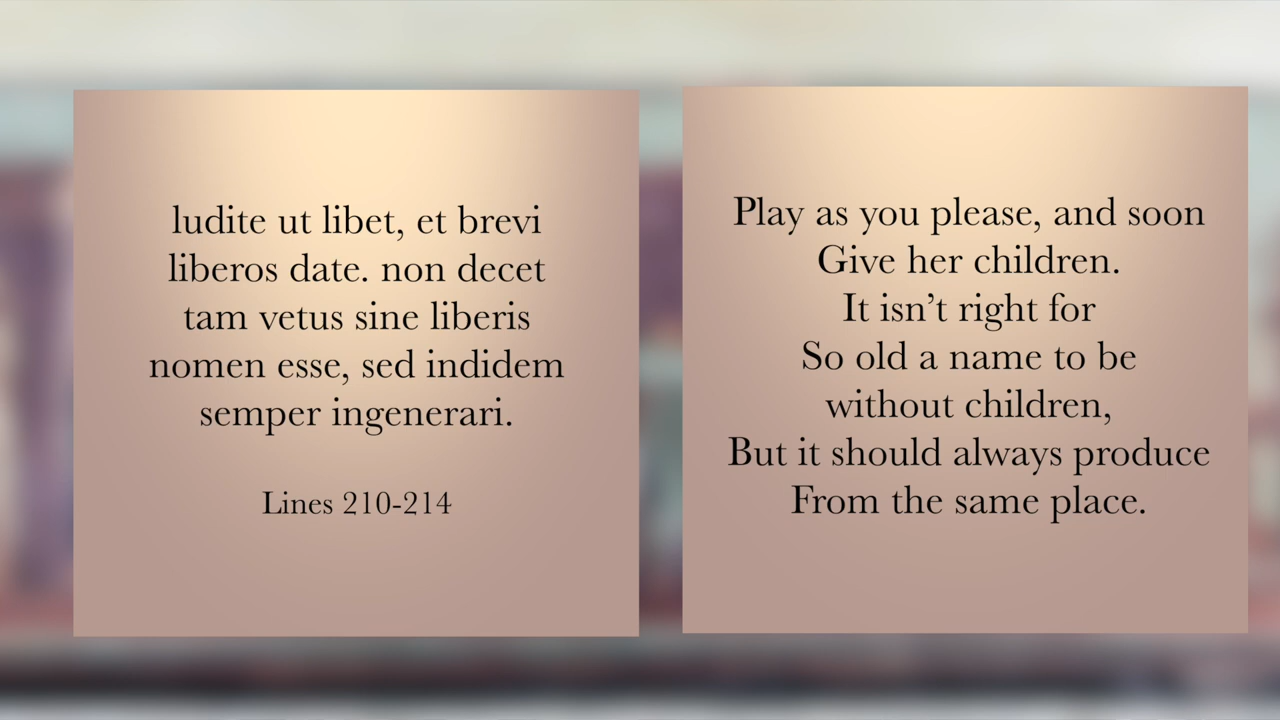 ludite ut libet, et brevi
liberos date. non decet
tam vetus sine liberis
nomen esse, sed indidem
semper ingenerari.
Lines 210-214
Play as you please, and soon
Give her children.
It isn’t right for
So old a name to be
without children,
But it should always produce
From the same place.